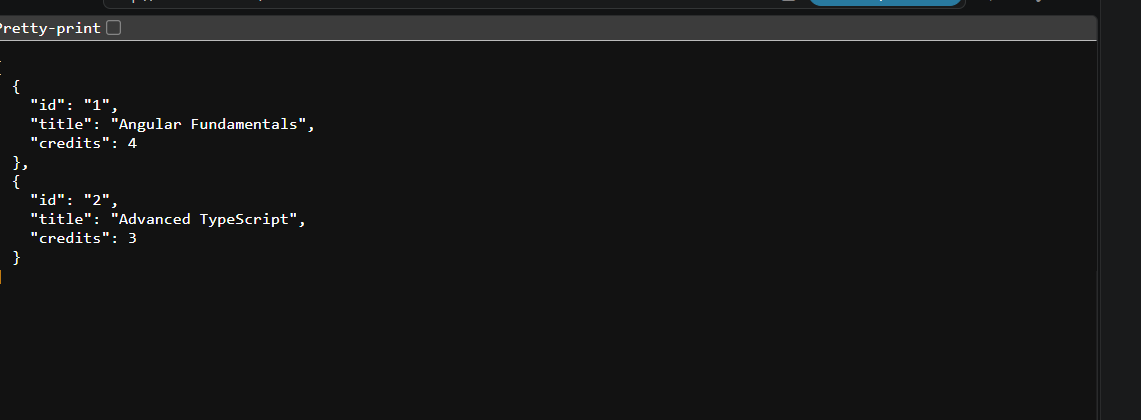 Pretty-print
[
{
"id": "1",
"title": "Angular Fundamentals",
"credits": 4
},
{
"id": "2",
"title": "Advanced TypeScript",
"credits": 3
}
]